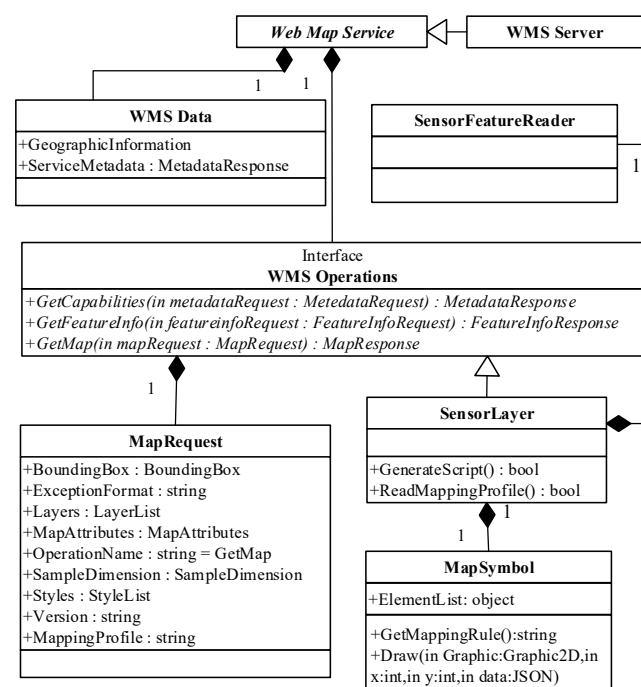 Web Map Service
WMS Server
1
1
WMS Data
+GeographicInformation
+ServiceMetadata : MetadataResponse
SensorFeatureReader
1
Interface
WMS Operations
+GetCapabilities(in metadataRequest : MetedataRequest) : MetadataResponse
+GetFeatureInfo(in featureinfoRequest : FeatureInfoRequest) : FeatureInfoResponse
+GetMap(in mapRequest : MapRequest) : MapResponse
1
MapRequest
+BoundingBox : BoundingBox
+ExceptionFormat : string
+Layers : LayerList
+MapAttributes : MapAttributes
+OperationName : string = GetMap
+SampleDimension : SampleDimension
+Styles : StyleList
+Version : string
+MappingProfile : string
SensorLayer
+GenerateScript() : bool
+ReadMappingProfile() : bool
1
1
MapSymbol
+ElementList: object
+GetMappingRule():string
+Draw(in Graphic:Graphic2D,in
x:int,in y:int,in data:JSON)